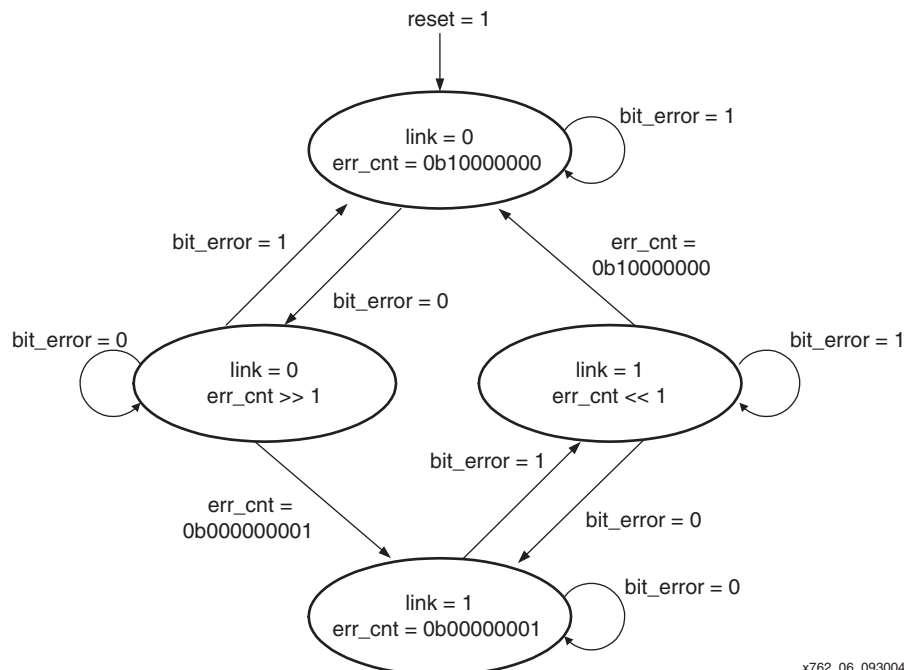 reset = 1
link = 0
err_cnt = 0b10000000
bit_error = 1
bit_error = 1
bit_error = 0
err_cnt =
0b10000000
bit_error = 0
link = 0
err_cnt >> 1
link = 1
err_cnt << 1
bit_error = 1
err_cnt =
0b000000001
bit_error = 1
bit_error = 0
link = 1
err_cnt = 0b00000001
bit_error = 0
x762_06_093004